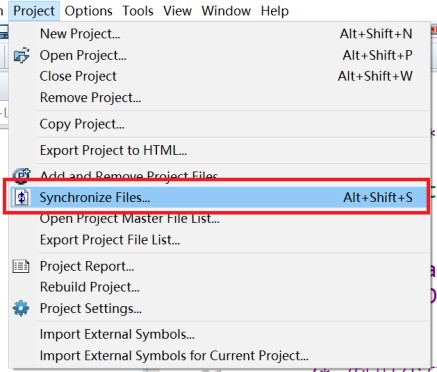 Project Options Tools View Window Help
New Project... Alt+Shift+N
Open Project... Alt+Shift+P
Close Project Alt+Shift+W
Remove Project...
Copy Project...
Export Project to HTML...
Add and Remove Project Files...
Synchronize Files... Alt+Shift+S
Open Project Master File List...
Export Project File List...
Project Report...
Rebuild Project...
Project Settings...
Import External Symbols...
Import External Symbols for Current Project...